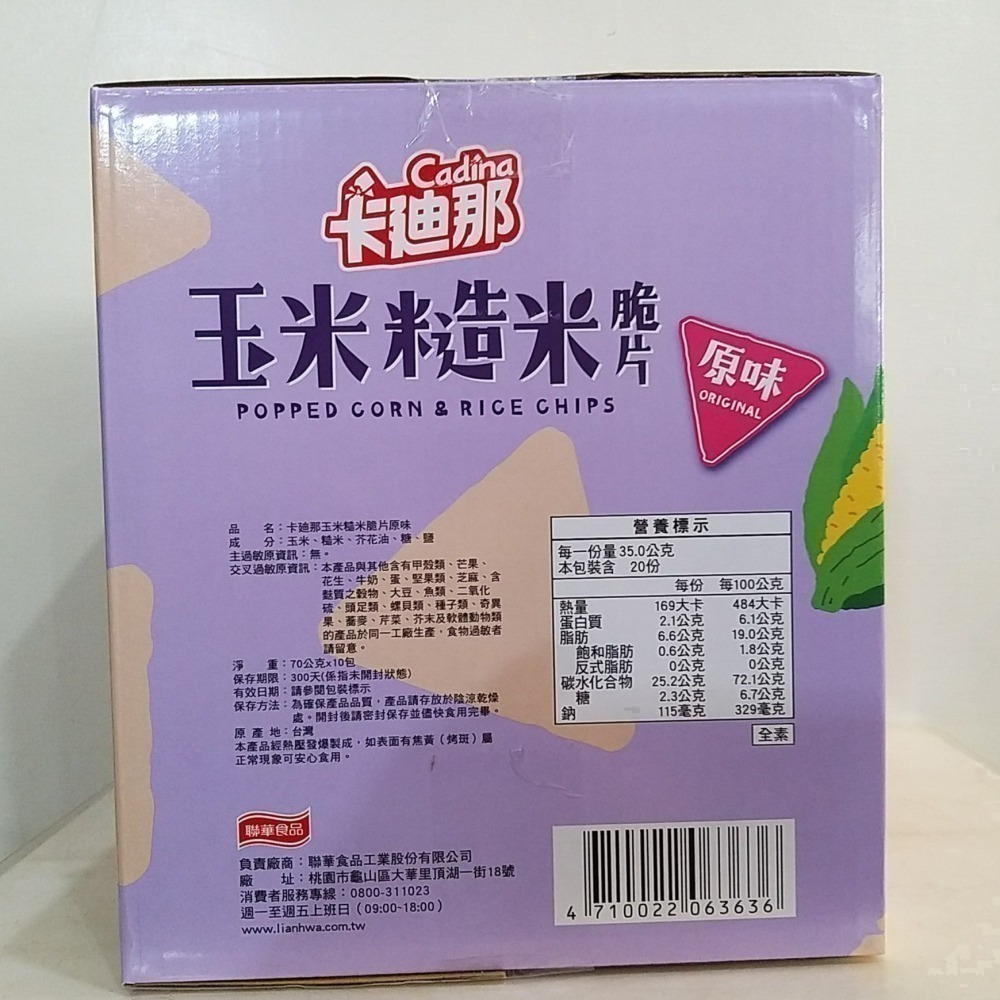 Cadina
卡廸那
玉米糙米脆片
POPPED CORN & RICE CHIPS
原味
ORIGINAL
品　　名：卡廸那玉米糙米脆片原味
成　　分：玉米、糙米、芥花油、糖、鹽
主過敏原資訊：無。
交叉過敏原資訊：本產品與其他含有甲殼類、芒果、
花生、牛奶、蛋、堅果類、芝麻、含
麩質之穀物、大豆、魚類、二氧化
硫、頭足類、螺貝類、種子類、奇異
果、蕎麥、芹菜、芥末及軟體動物類
的產品於同一工廠生產，食物過敏者
請留意。
淨　　重：70公克x10包
保存期限：300天(係指未開封狀態)
有效日期：請參閱包裝標示
保存方法：為確保產品品質，產品請存放於陰涼乾燥
處。開封後請密封保存並儘快食用完畢。
原 產 地：台灣
本產品經熱壓發爆製成，如表面有焦黃（烤斑）屬
正常現象可安心食用。
營養標示
每一份量 35.0公克
本包裝含 20份
每份 每100公克
熱量 169大卡 484大卡
蛋白質 2.1公克 6.1公克
脂肪 6.6公克 19.0公克
飽和脂肪 0.6公克 1.8公克
反式脂肪 0公克 0公克
碳水化合物 25.2公克 72.1公克
糖 2.3公克 6.7公克
鈉 115毫克 329毫克
全素
聯華食品
負責廠商：聯華食品工業股份有限公司
廠　　址：桃園市龜山區大華里頂湖一街18號
消費者服務專線：0800-311023
週一至週五上班日（09:00~18:00）
www.lianhwa.com.tw
4 710022 063636